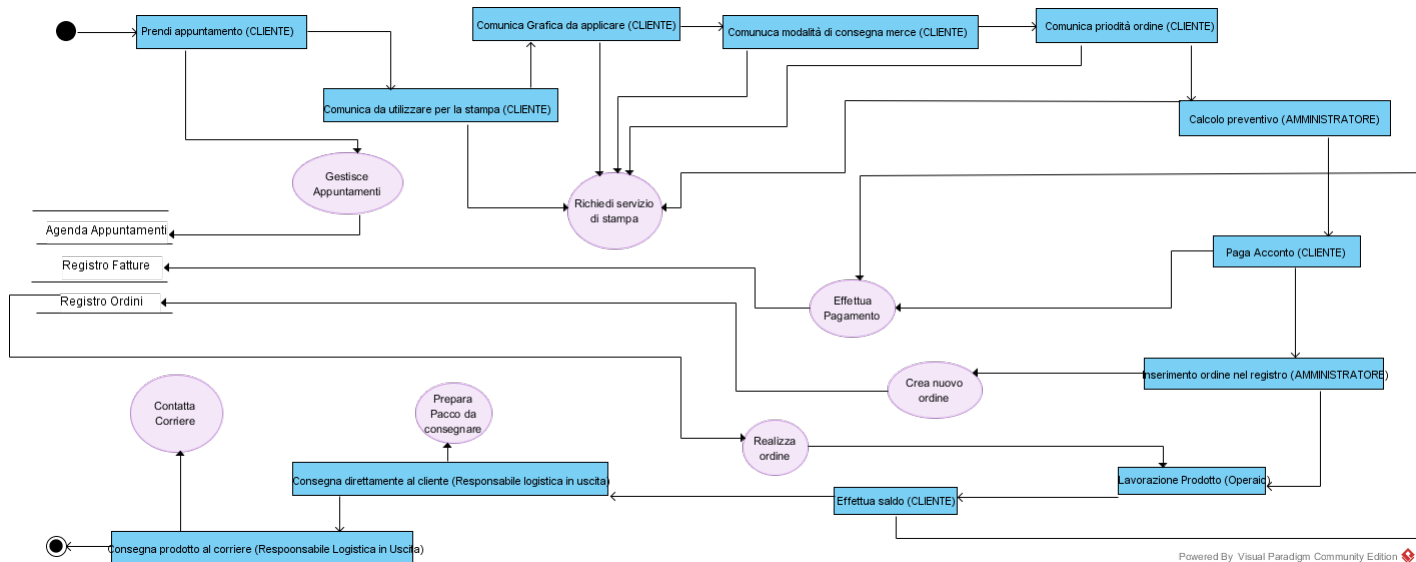 Prendi appuntamento (CLIENTE)
Comunica Grafica da applicare (CLIENTE)
Comunuca modalità di consegna merce (CLIENTE)
Comunica priodità ordine (CLIENTE)
Comunica da utilizzare per la stampa (CLIENTE)
Calcolo preventivo (AMMINISTRATORE)
Gestisce
Appuntamenti
Richiedi servizio
di stampa
Agenda Appuntamenti
Registro Fatture
Registro Ordini
Paga Acconto (CLIENTE)
Effettua
Pagamento
Inserimento ordine nel registro (AMMINISTRATORE)
Crea nuovo
ordine
Contatta
Corriere
Prepara
Pacco da
consegnare
Realizza
ordine
Consegna direttamente al cliente (Responsabile logistica in uscita)
Lavorazione Prodotto (Operaio)
Effettua saldo (CLIENTE)
Consegna prodotto al corriere (Respoonsabile Logistica in Uscita)
Powered By Visual Paradigm Community Edition